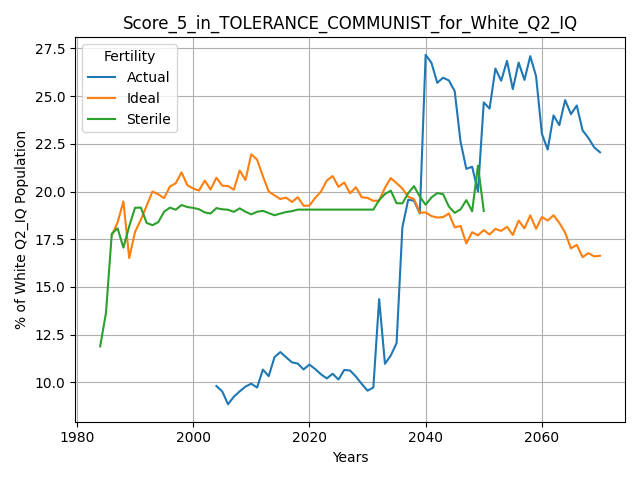 Score_5_in_TOLERANCE_COMMUNIST_for_White_Q2_IQ
Fertility
Actual
Ideal
Sterile
% of White Q2_IQ Population
27.5
25.0
22.5
20.0
17.5
15.0
12.5
10.0
1980
2000
2020
2040
2060
Years